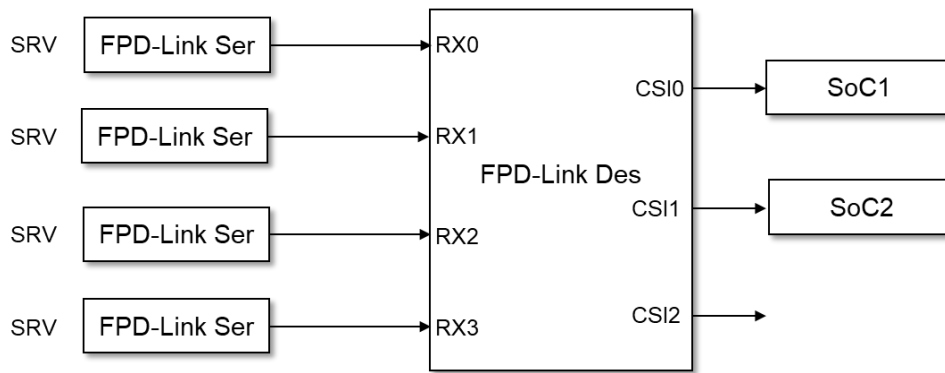 SRV FPD-Link Ser RX0
CSI0 SoC1
SRV FPD-Link Ser RX1
FPD-Link Des
CSI1 SoC2
SRV FPD-Link Ser RX2
CSI2
SRV FPD-Link Ser RX3